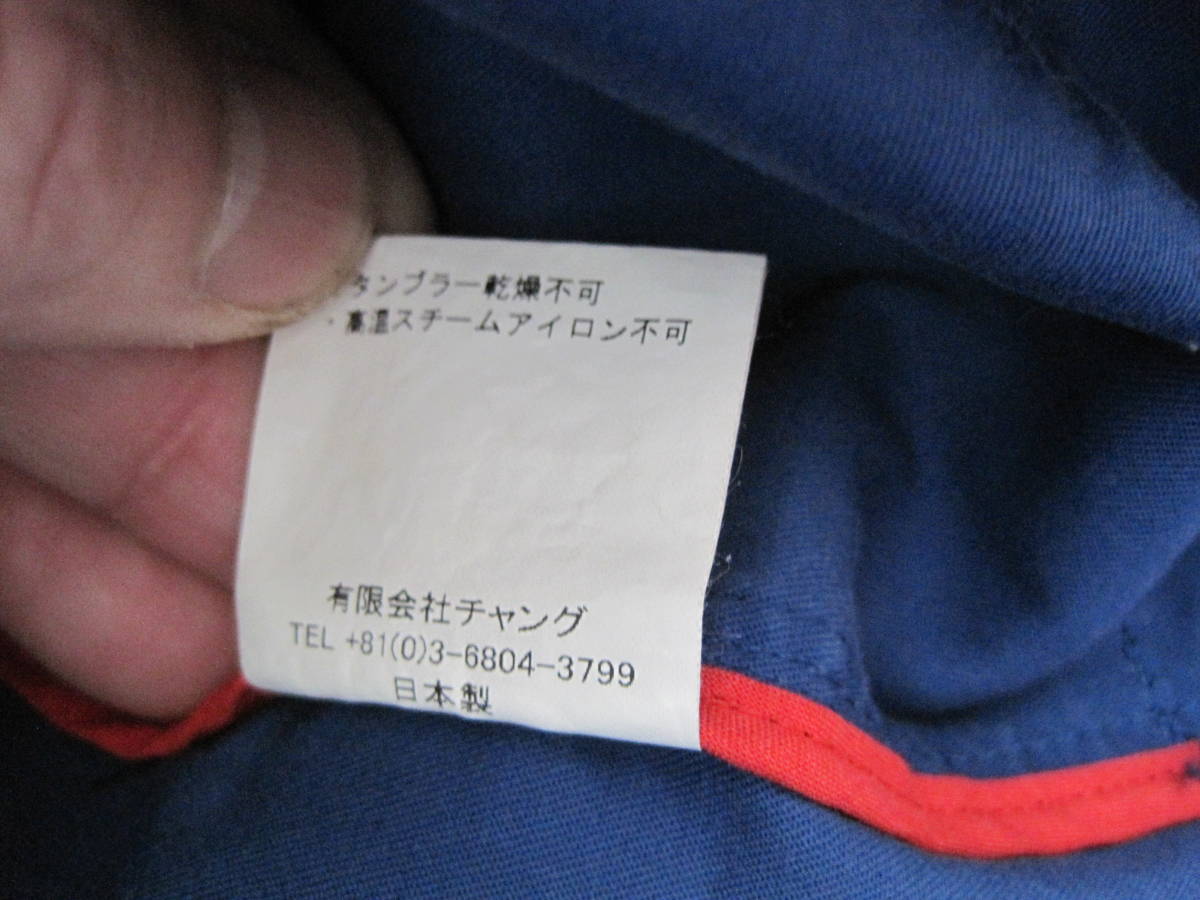 タンブラー乾燥不可
・高温スチームアイロン不可
有限会社チャング
TEL +81(0)3-6804-3799
日本製